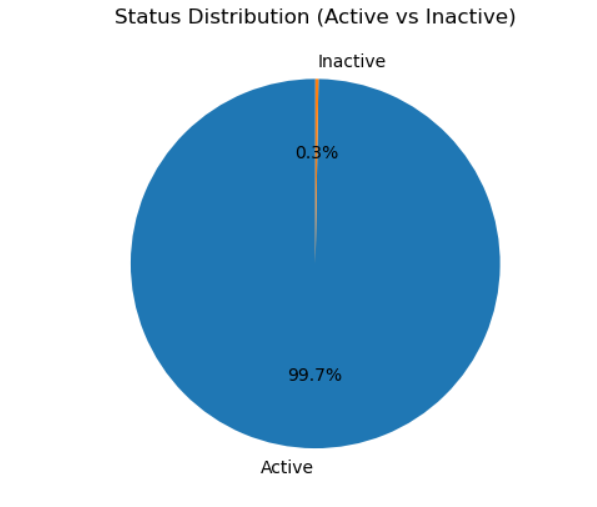 Status Distribution (Active vs Inactive)
Inactive
0.3%
99.7%
Active